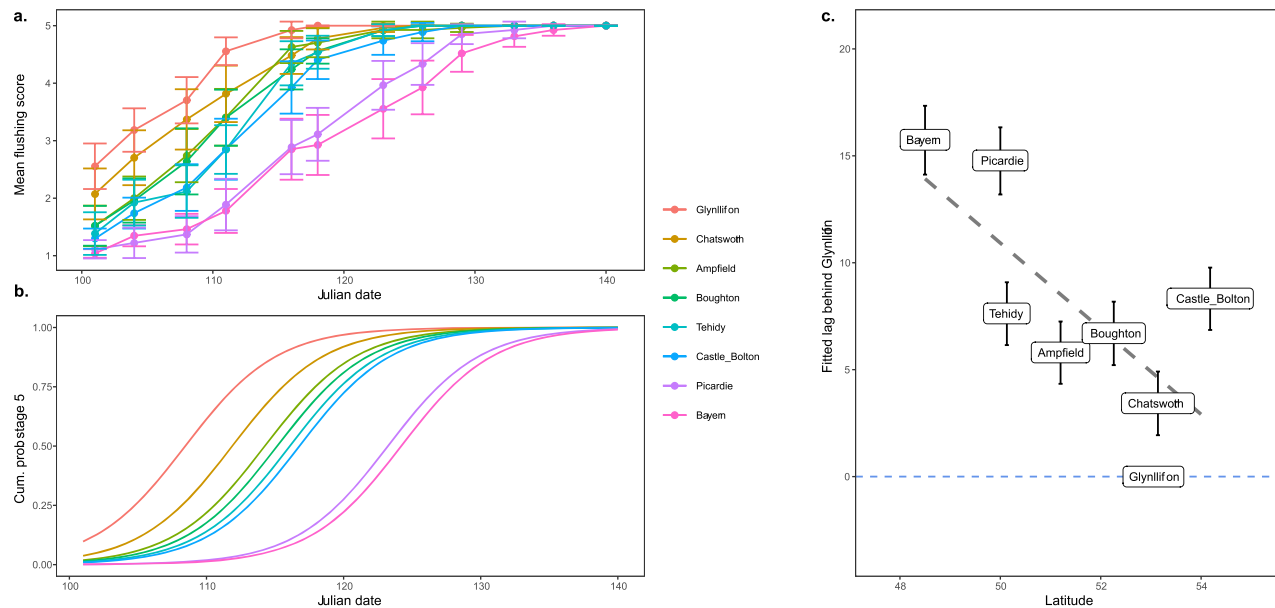 a.
Mean flushing score
5
4
3
2
1
100
110
120
130
140
Julian date
b.
Cum. prob stage 5
1.00
0.75
0.50
0.25
0.00
100
110
120
130
140
Julian date
Glynllifon
Chatsworth
Ampfield
Boughton
Tehidy
Castle_Bolton
Picardie
Bayern
c.
Fitted lag behind Glynllifon
20
15
10
5
0
Bayern
Picardie
Tehidy
Castle_Bolton
Boughton
Ampfield
Chatswoth
Glynllifon
48
50
52
54
Latitude